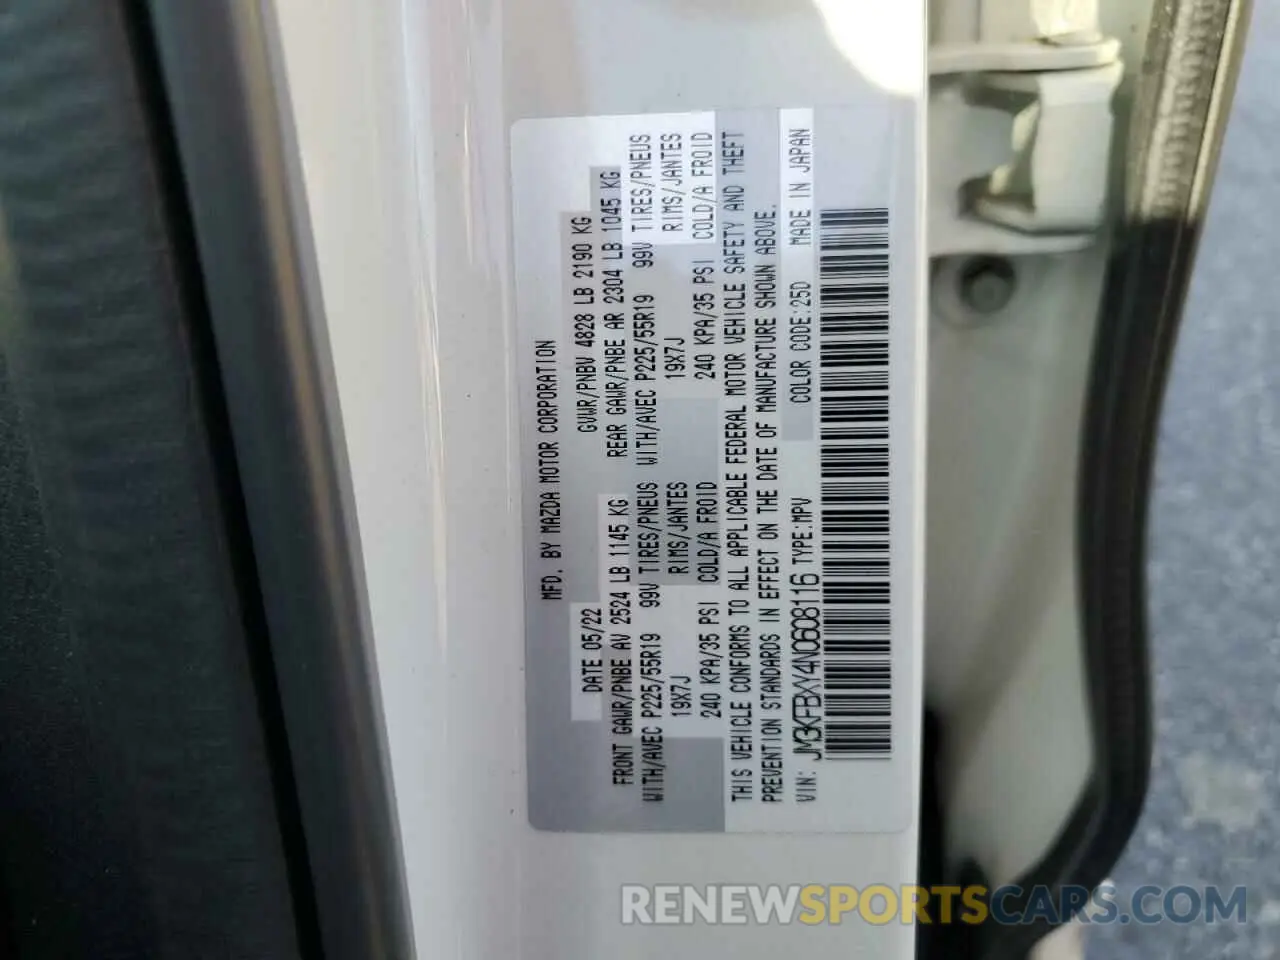 MFD. BY MAZDA MOTOR CORPORATION
DATE 05/22 GVWR/PNBV 4828 LB 2190 KG
FRONT GAWR/PNBE AV 2524 LB 1145 KG REAR GAWR/PNBE AR 2304 LB 1045 KG
WITH/AVEC P225/55R19 99V TIRES/PNEUS WITH/AVEC P225/55R19 99V TIRES/PNEUS
19X7J RIMS/JANTES 19X7J RIMS/JANTES
240 KPA/35 PSI COLD/A FROID 240 KPA/35 PSI COLD/A FROID
THIS VEHICLE CONFORMS TO ALL APPLICABLE FEDERAL MOTOR VEHICLE SAFETY AND THEFT
PREVENTION STANDARDS IN EFFECT ON THE DATE OF MANUFACTURE SHOWN ABOVE.
VIN: JM3KFBXY4N0608116 TYPE:MPV COLOR CODE:25D MADE IN JAPAN
RENEWSPORTSCARS.COM